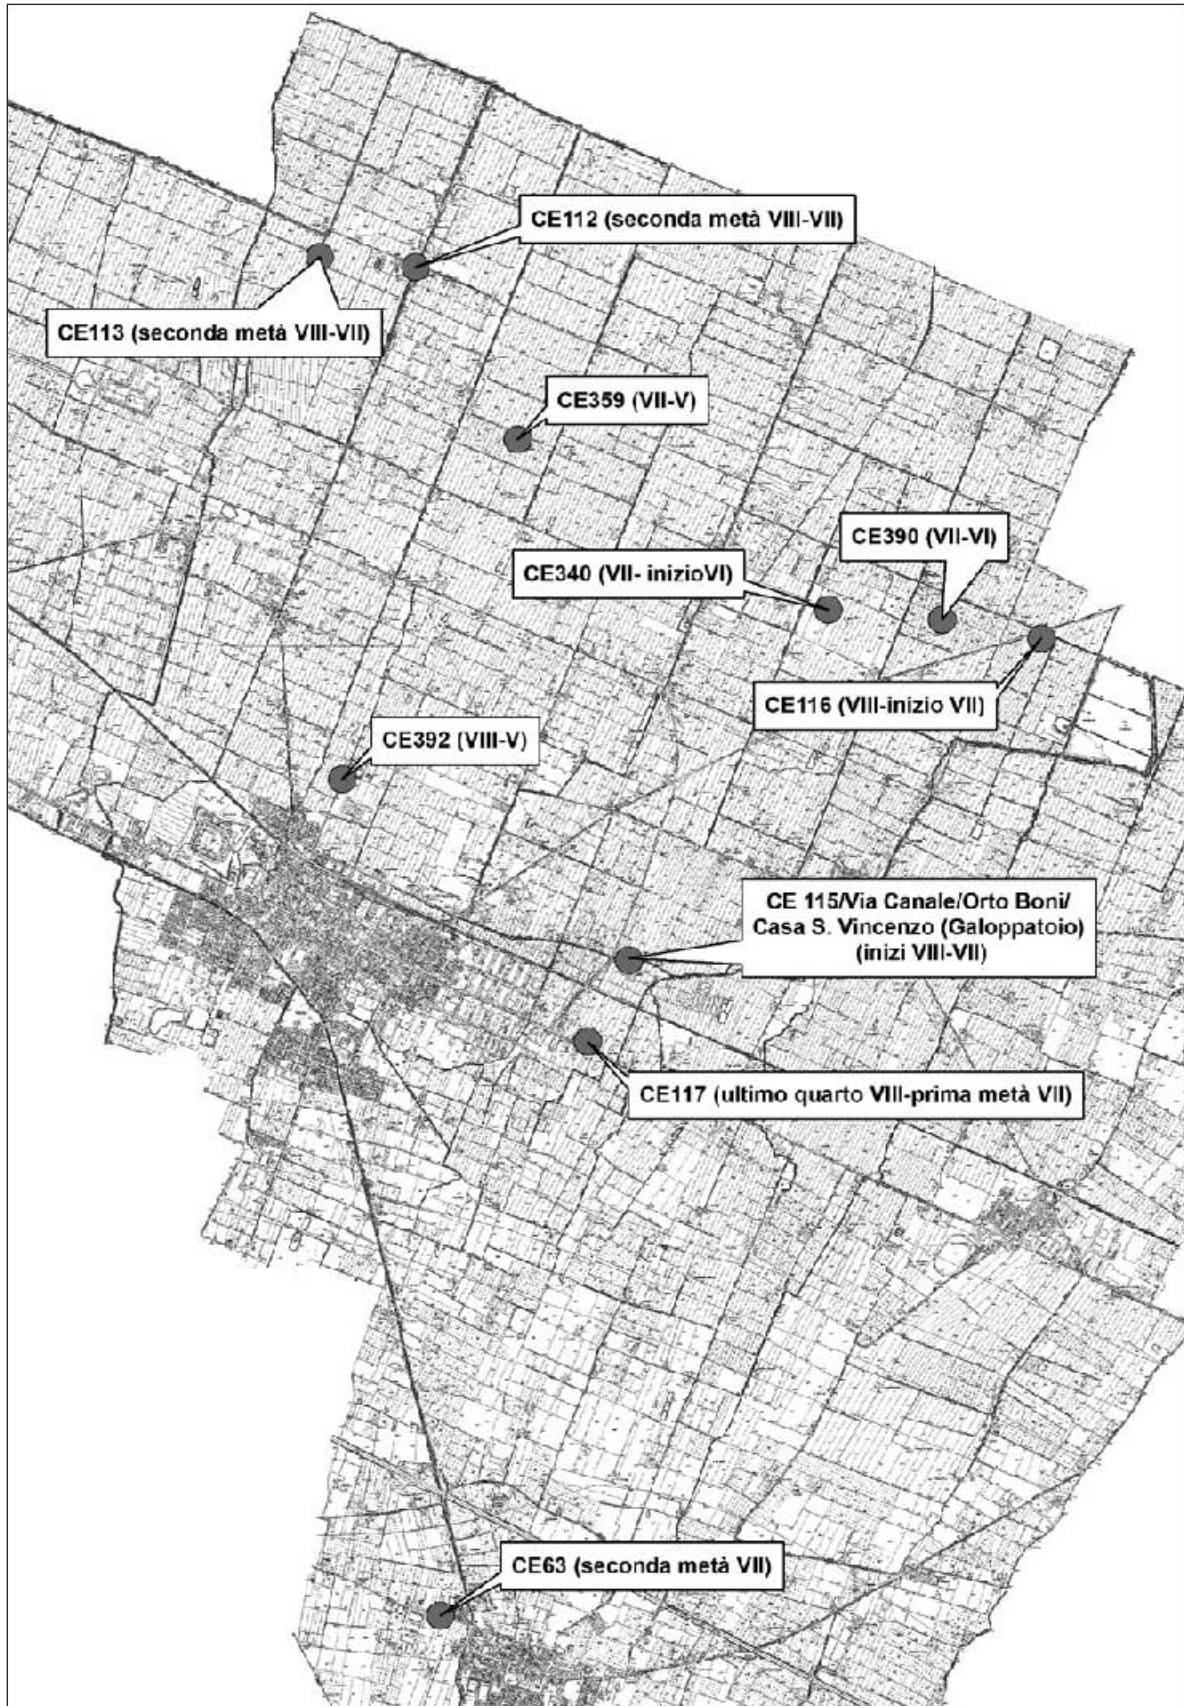 CE112 (seconda metà VIII-VII)
CE113 (seconda metà VIII-VII)
CE359 (VII-V)
CE390 (VII-VI)
CE340 (VII- inizioVI)
CE116 (VIII-inizio VII)
CE392 (VIII-V)
CE 115/Via Canale/Orto Boni/
Casa S. Vincenzo (Galoppatoio)
(inizi VIII-VII)
CE117 (ultimo quarto VIII-prima metà VII)
CE63 (seconda metà VII)